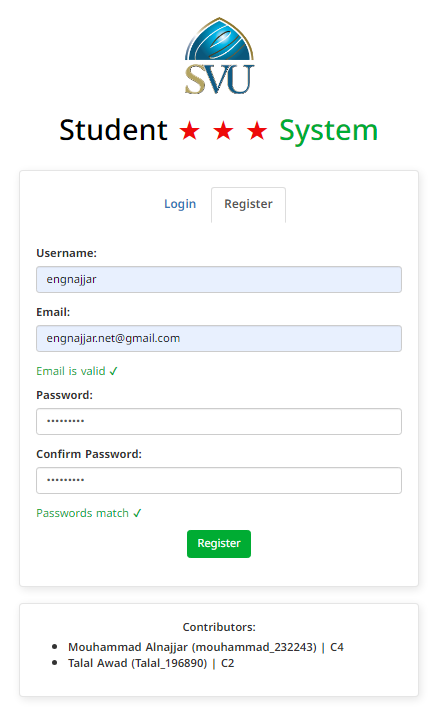 SVU
Student ★ ★ ★ System
Login Register
Username:
engnajjar
Email:
engnajjar.net@gmail.com
Email is valid ✓
Password:
•••••••••
Confirm Password:
•••••••••
Passwords match ✓
Register
Contributors:
• Mouhammad Alnajjar (mouhammad_232243) | C4
• Talal Awad (Talal_196890) | C2